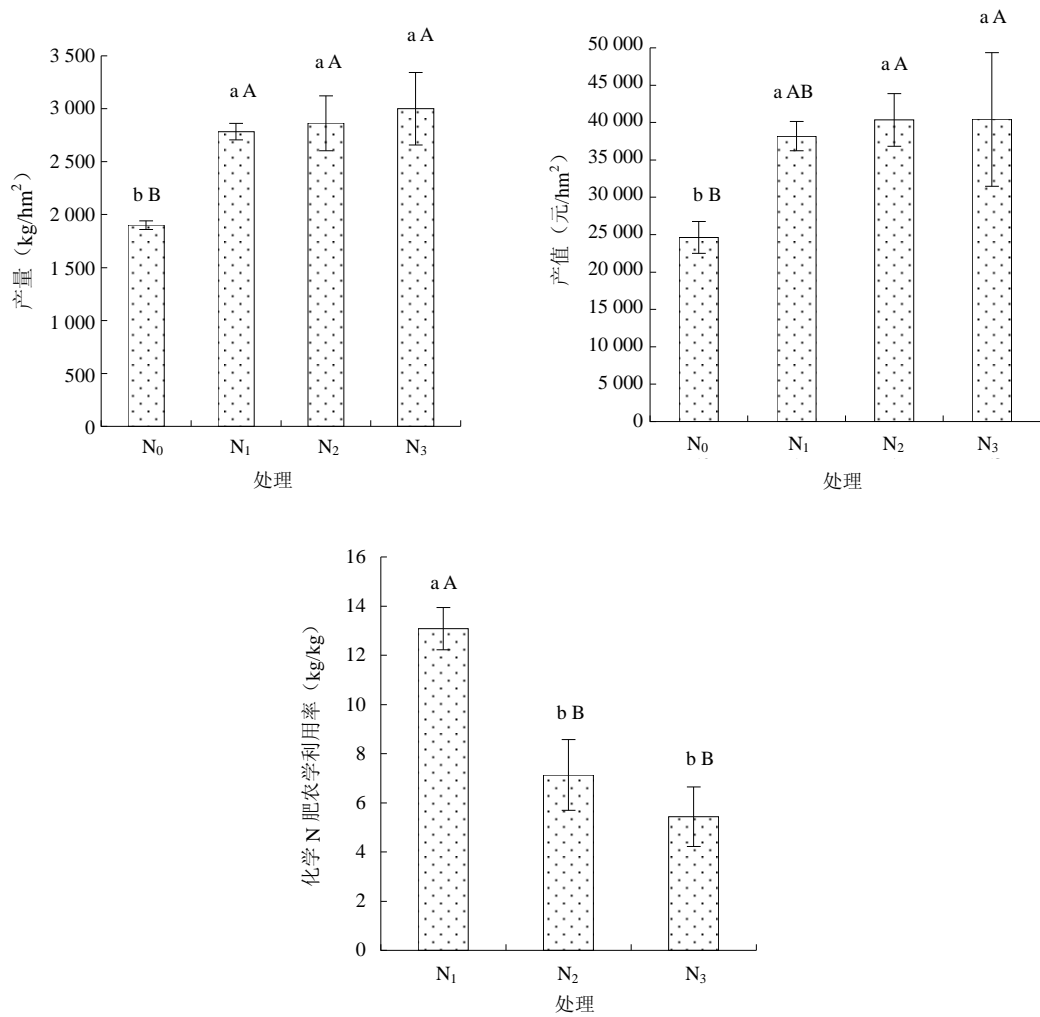 产量（kg/hm²）
3 500
3 000
2 500
2 000
1 500
1 000
500
0
b B
a A
a A
a A
N₀
N₁
N₂
N₃
处理
产值（元/hm²）
50 000
45 000
40 000
35 000
30 000
25 000
20 000
15 000
10 000
5 000
0
b B
a AB
a A
a A
N₀
N₁
N₂
N₃
处理
化学 N 肥农学利用率（kg/kg）
16
14
12
10
8
6
4
2
0
a A
b B
b B
N₁
N₂
N₃
处理